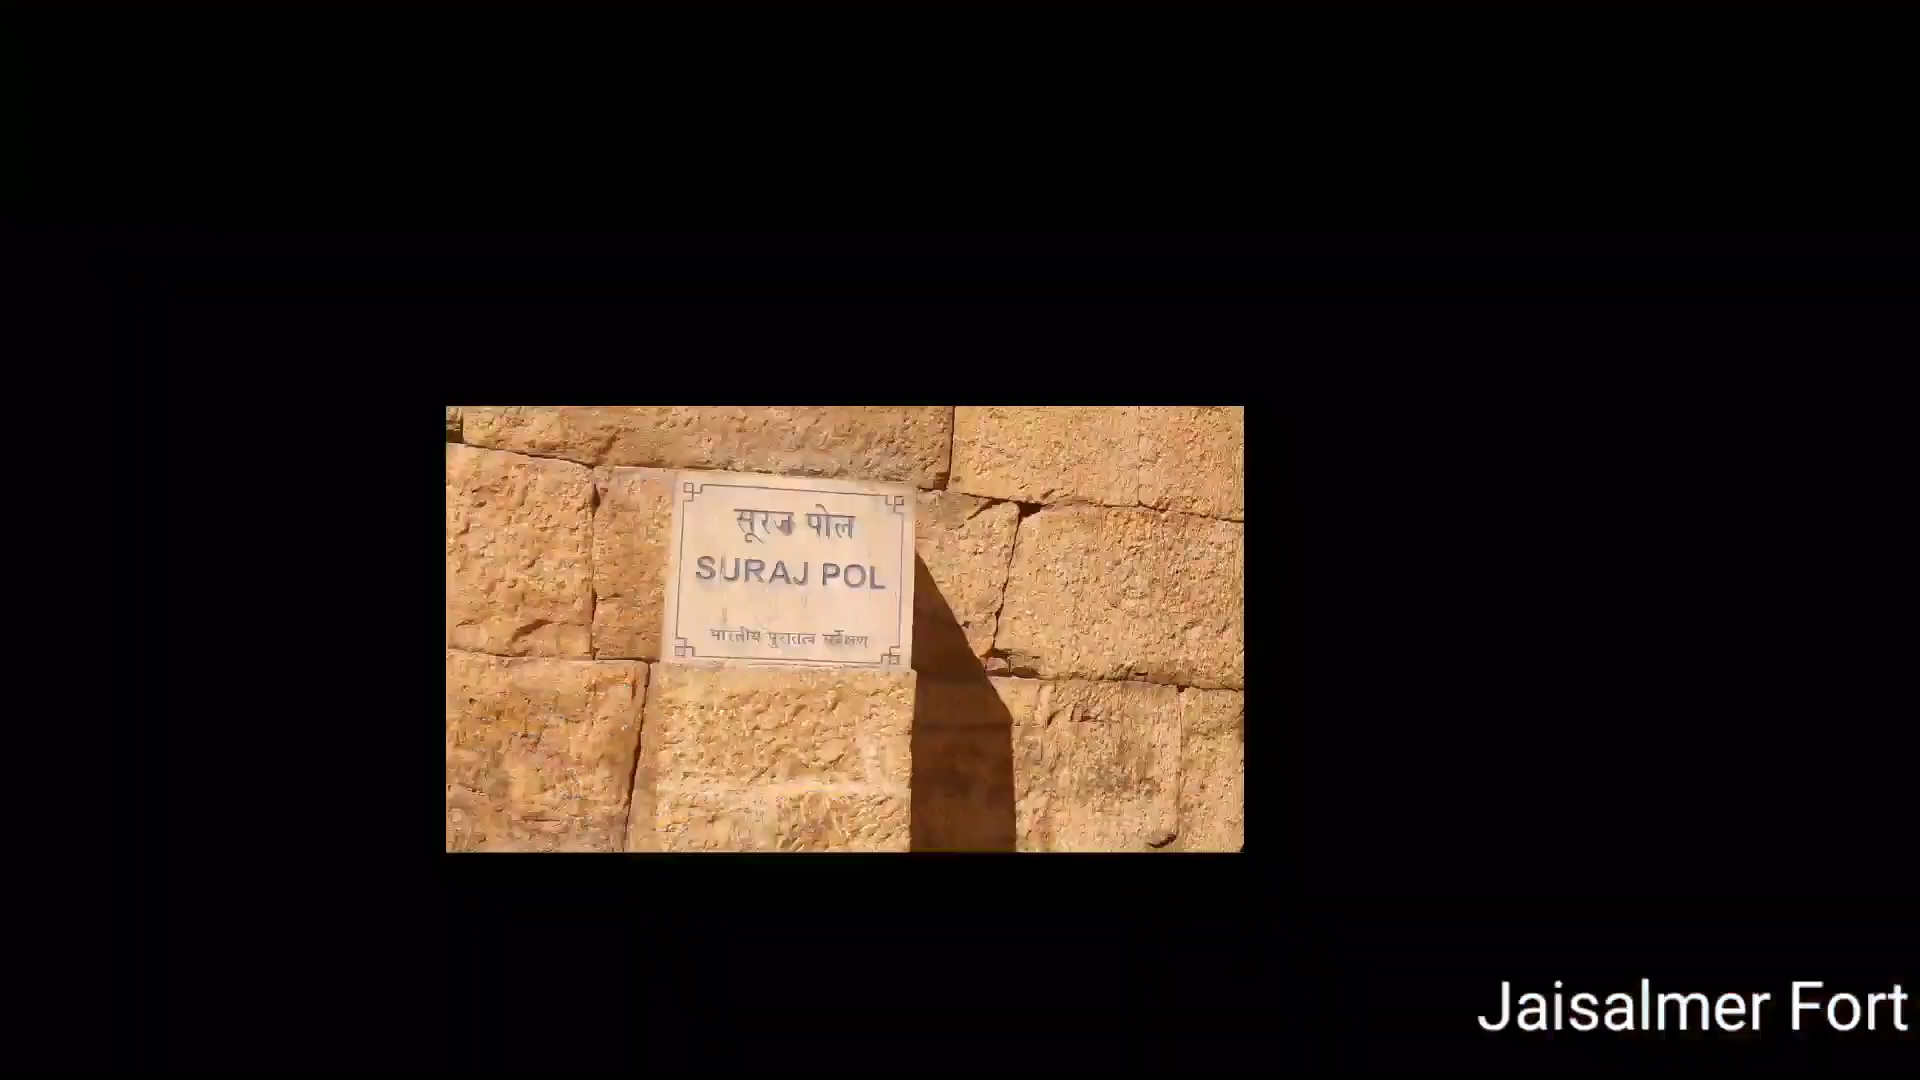 सूरज पोल
SURAJ POL
भारतीय पुरातत्व सर्वेक्षण
Jaisalmer Fort